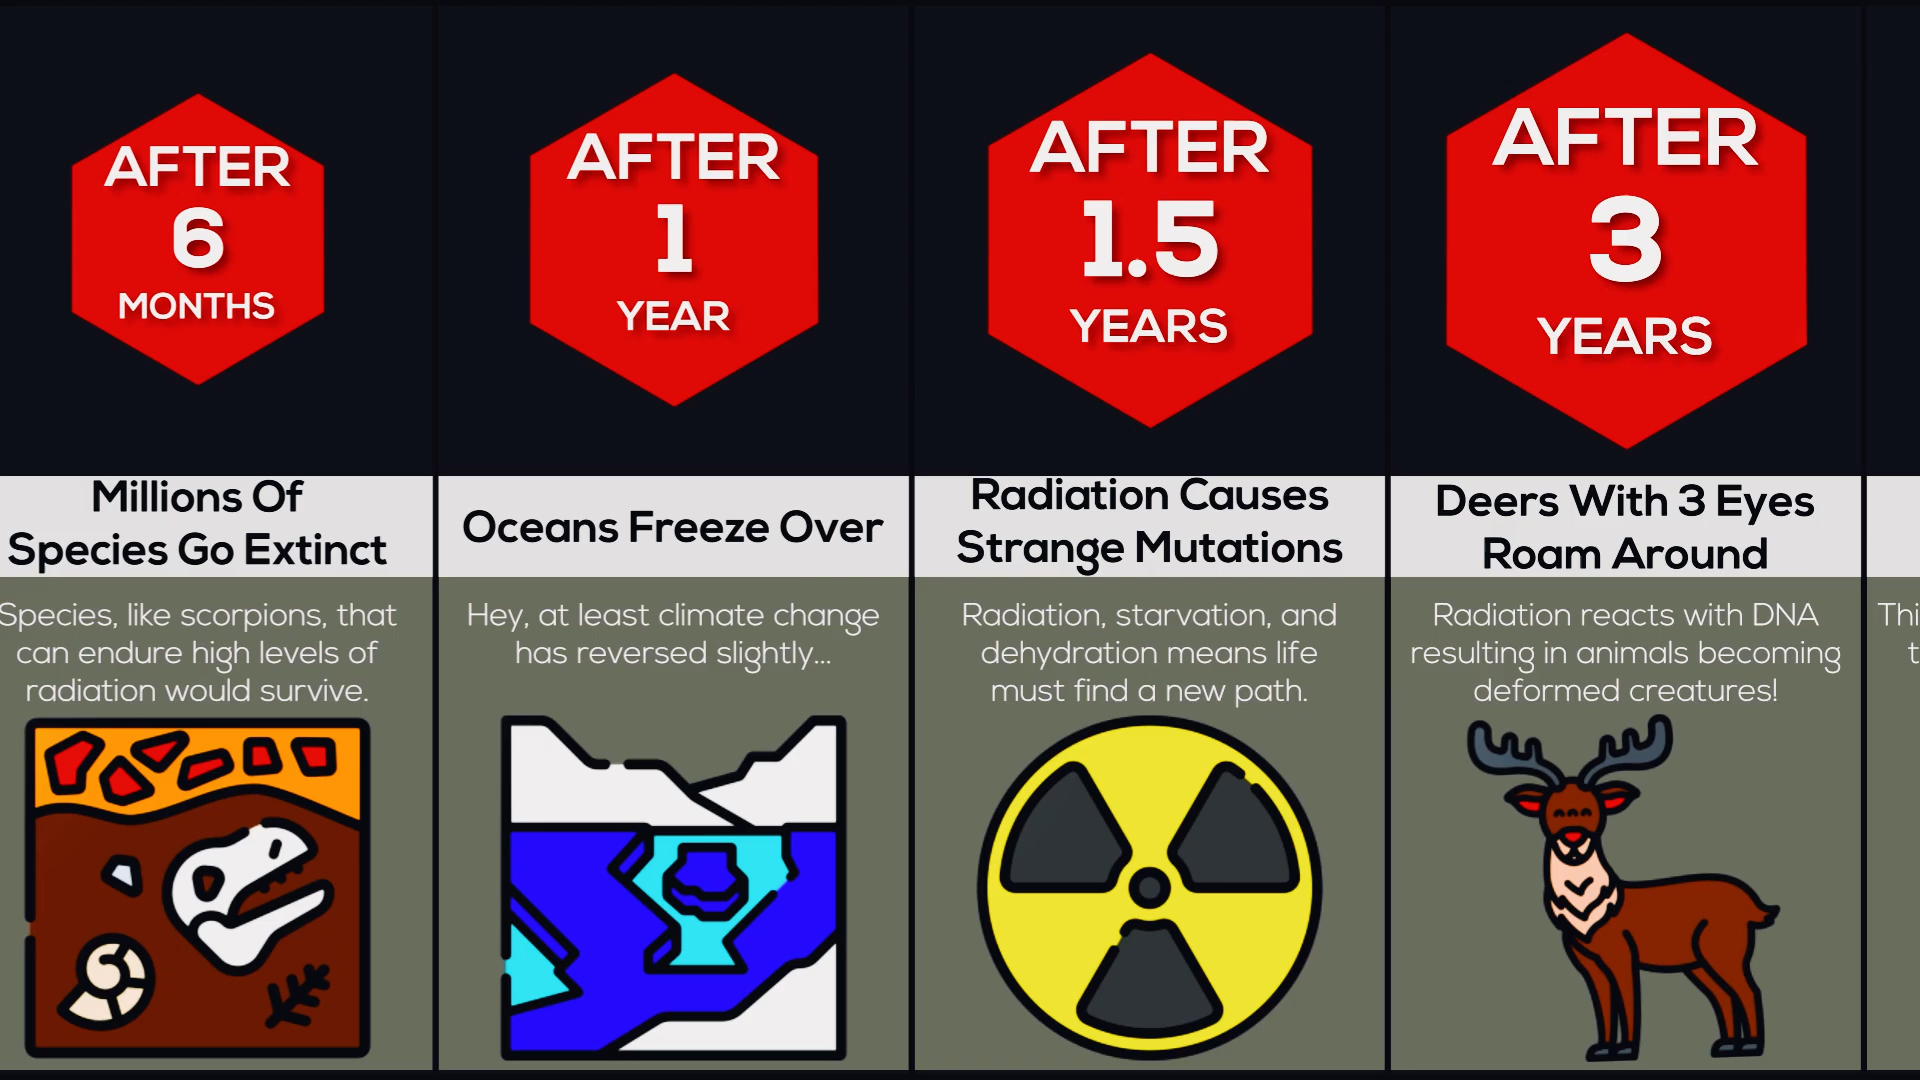 AFTER
6
MONTHS
Millions Of
Species Go Extinct
Species, like scorpions, that
can endure high levels of
radiation would survive.
AFTER
1
YEAR
Oceans Freeze Over
Hey, at least climate change
has reversed slightly...
AFTER
1.5
YEARS
Radiation Causes
Strange Mutations
Radiation, starvation, and
dehydration means life
must find a new path.
AFTER
3
YEARS
Deers With 3 Eyes
Roam Around
Radiation reacts with DNA
resulting in animals becoming
deformed creatures!